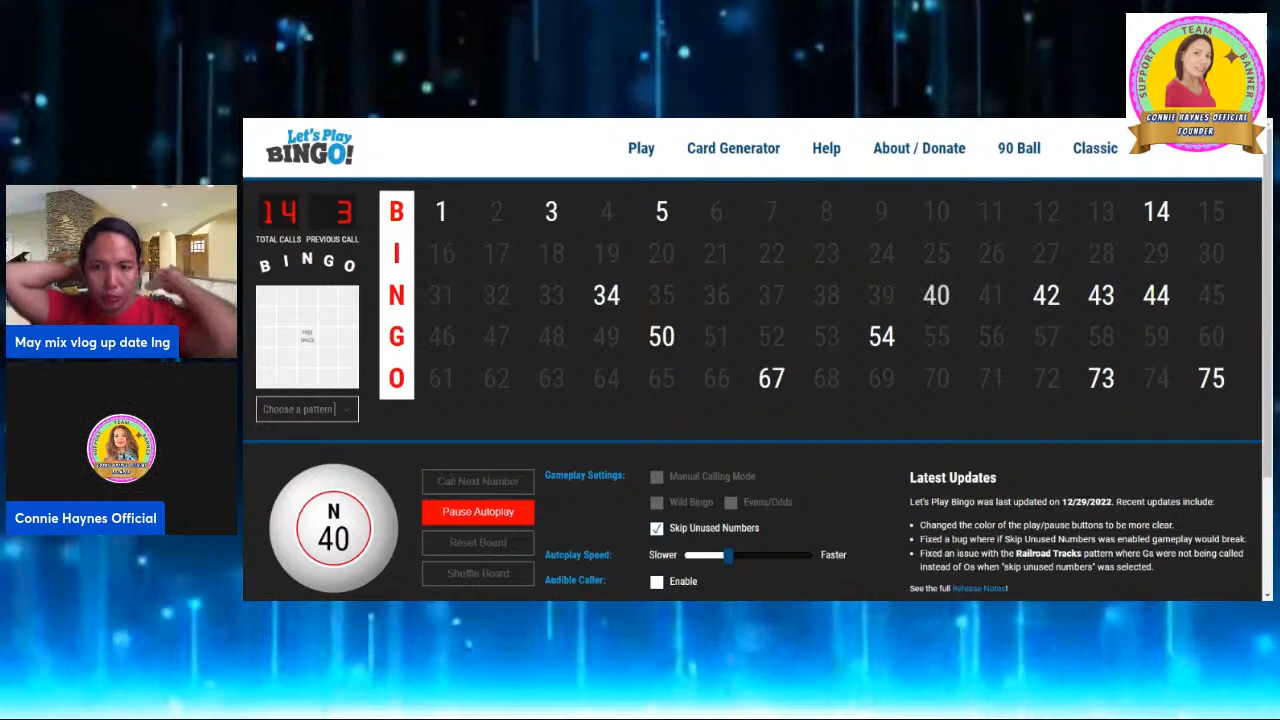 SUPPORT TEAM BANNER
CONNIE HAYNES OFFICIAL
FOUNDER
Let's Play
BINGO!
Play Card Generator Help About / Donate 90 Ball Classic
14 3
TOTAL CALLS PREVIOUS CALL
B I N G O
FREE
SPACE
Choose a pattern
B 1 2 3 4 5 6 7 8 9 10 11 12 13 14 15
I 16 17 18 19 20 21 22 23 24 25 26 27 28 29 30
N 31 32 33 34 35 36 37 38 39 40 41 42 43 44 45
G 46 47 48 49 50 51 52 53 54 55 56 57 58 59 60
O 61 62 63 64 65 66 67 68 69 70 71 72 73 74 75
May mix vlog up date lng
SUPPORT TEAM BANNER
Connie Haynes Official
N
40
Call Next Number
Pause Autoplay
Reset Board
Shuffle Board
Gameplay Settings:
Manual Calling Mode
Wild Bingo Evens/Odds
Skip Unused Numbers
Autoplay Speed: Slower Faster
Audible Caller: Enable
Latest Updates
Let's Play Bingo was last updated on 12/29/2022. Recent updates include:
Changed the color of the play/pause buttons to be more clear.
Fixed a bug where if Skip Unused Numbers was enabled gameplay would break.
Fixed an issue with the Railroad Tracks pattern where Gs were not being called
instead of Os when "skip unused numbers" was selected.
See the full Release Notes!